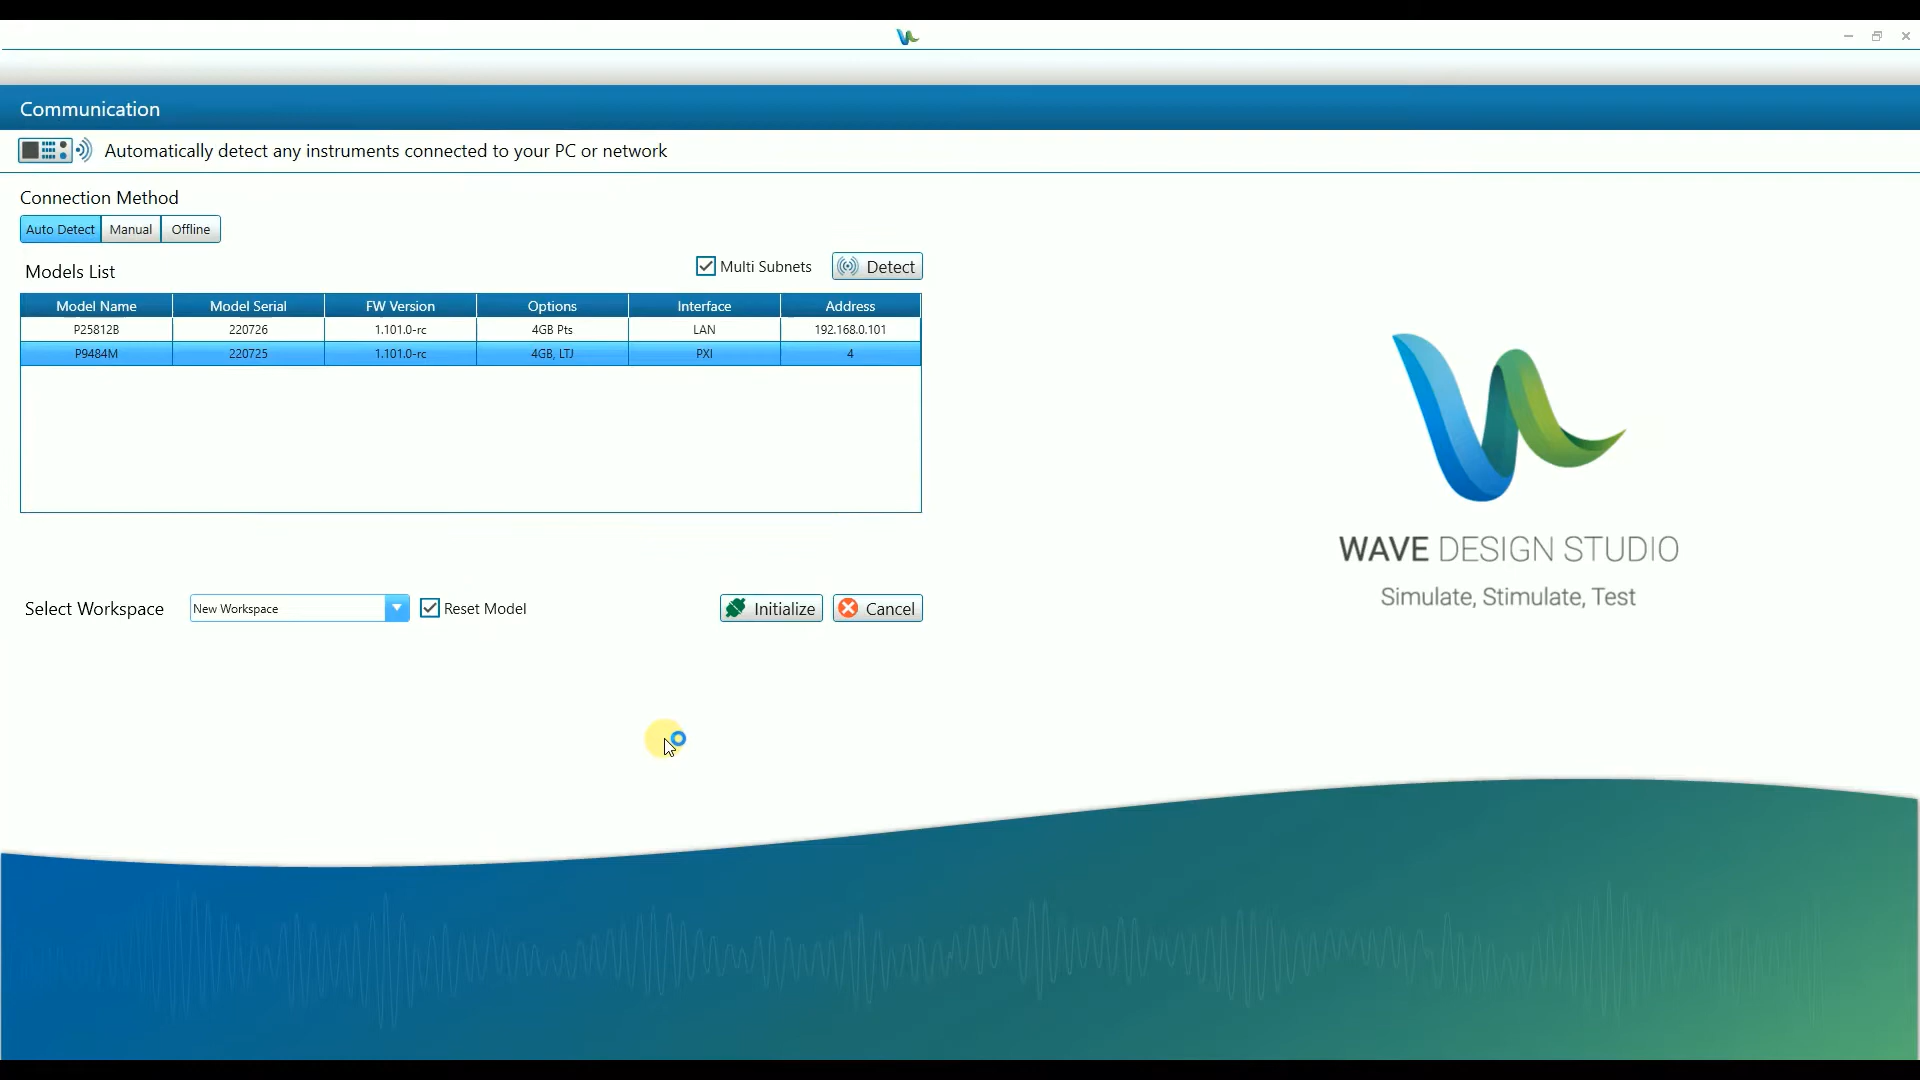 Communication
Automatically detect any instruments connected to your PC or network
Connection Method
Auto Detect Manual Offline
Models List Multi Subnets Detect
Model Name Model Serial FW Version Options Interface Address
P25812B 220726 1.101.0-rc 4GB Pts LAN 192.168.0.101
P9484M 220725 1.101.0-rc 4GB, LTJ PXI 4
WAVE DESIGN STUDIO
Simulate, Stimulate, Test
Select Workspace New Workspace Reset Model Initialize Cancel